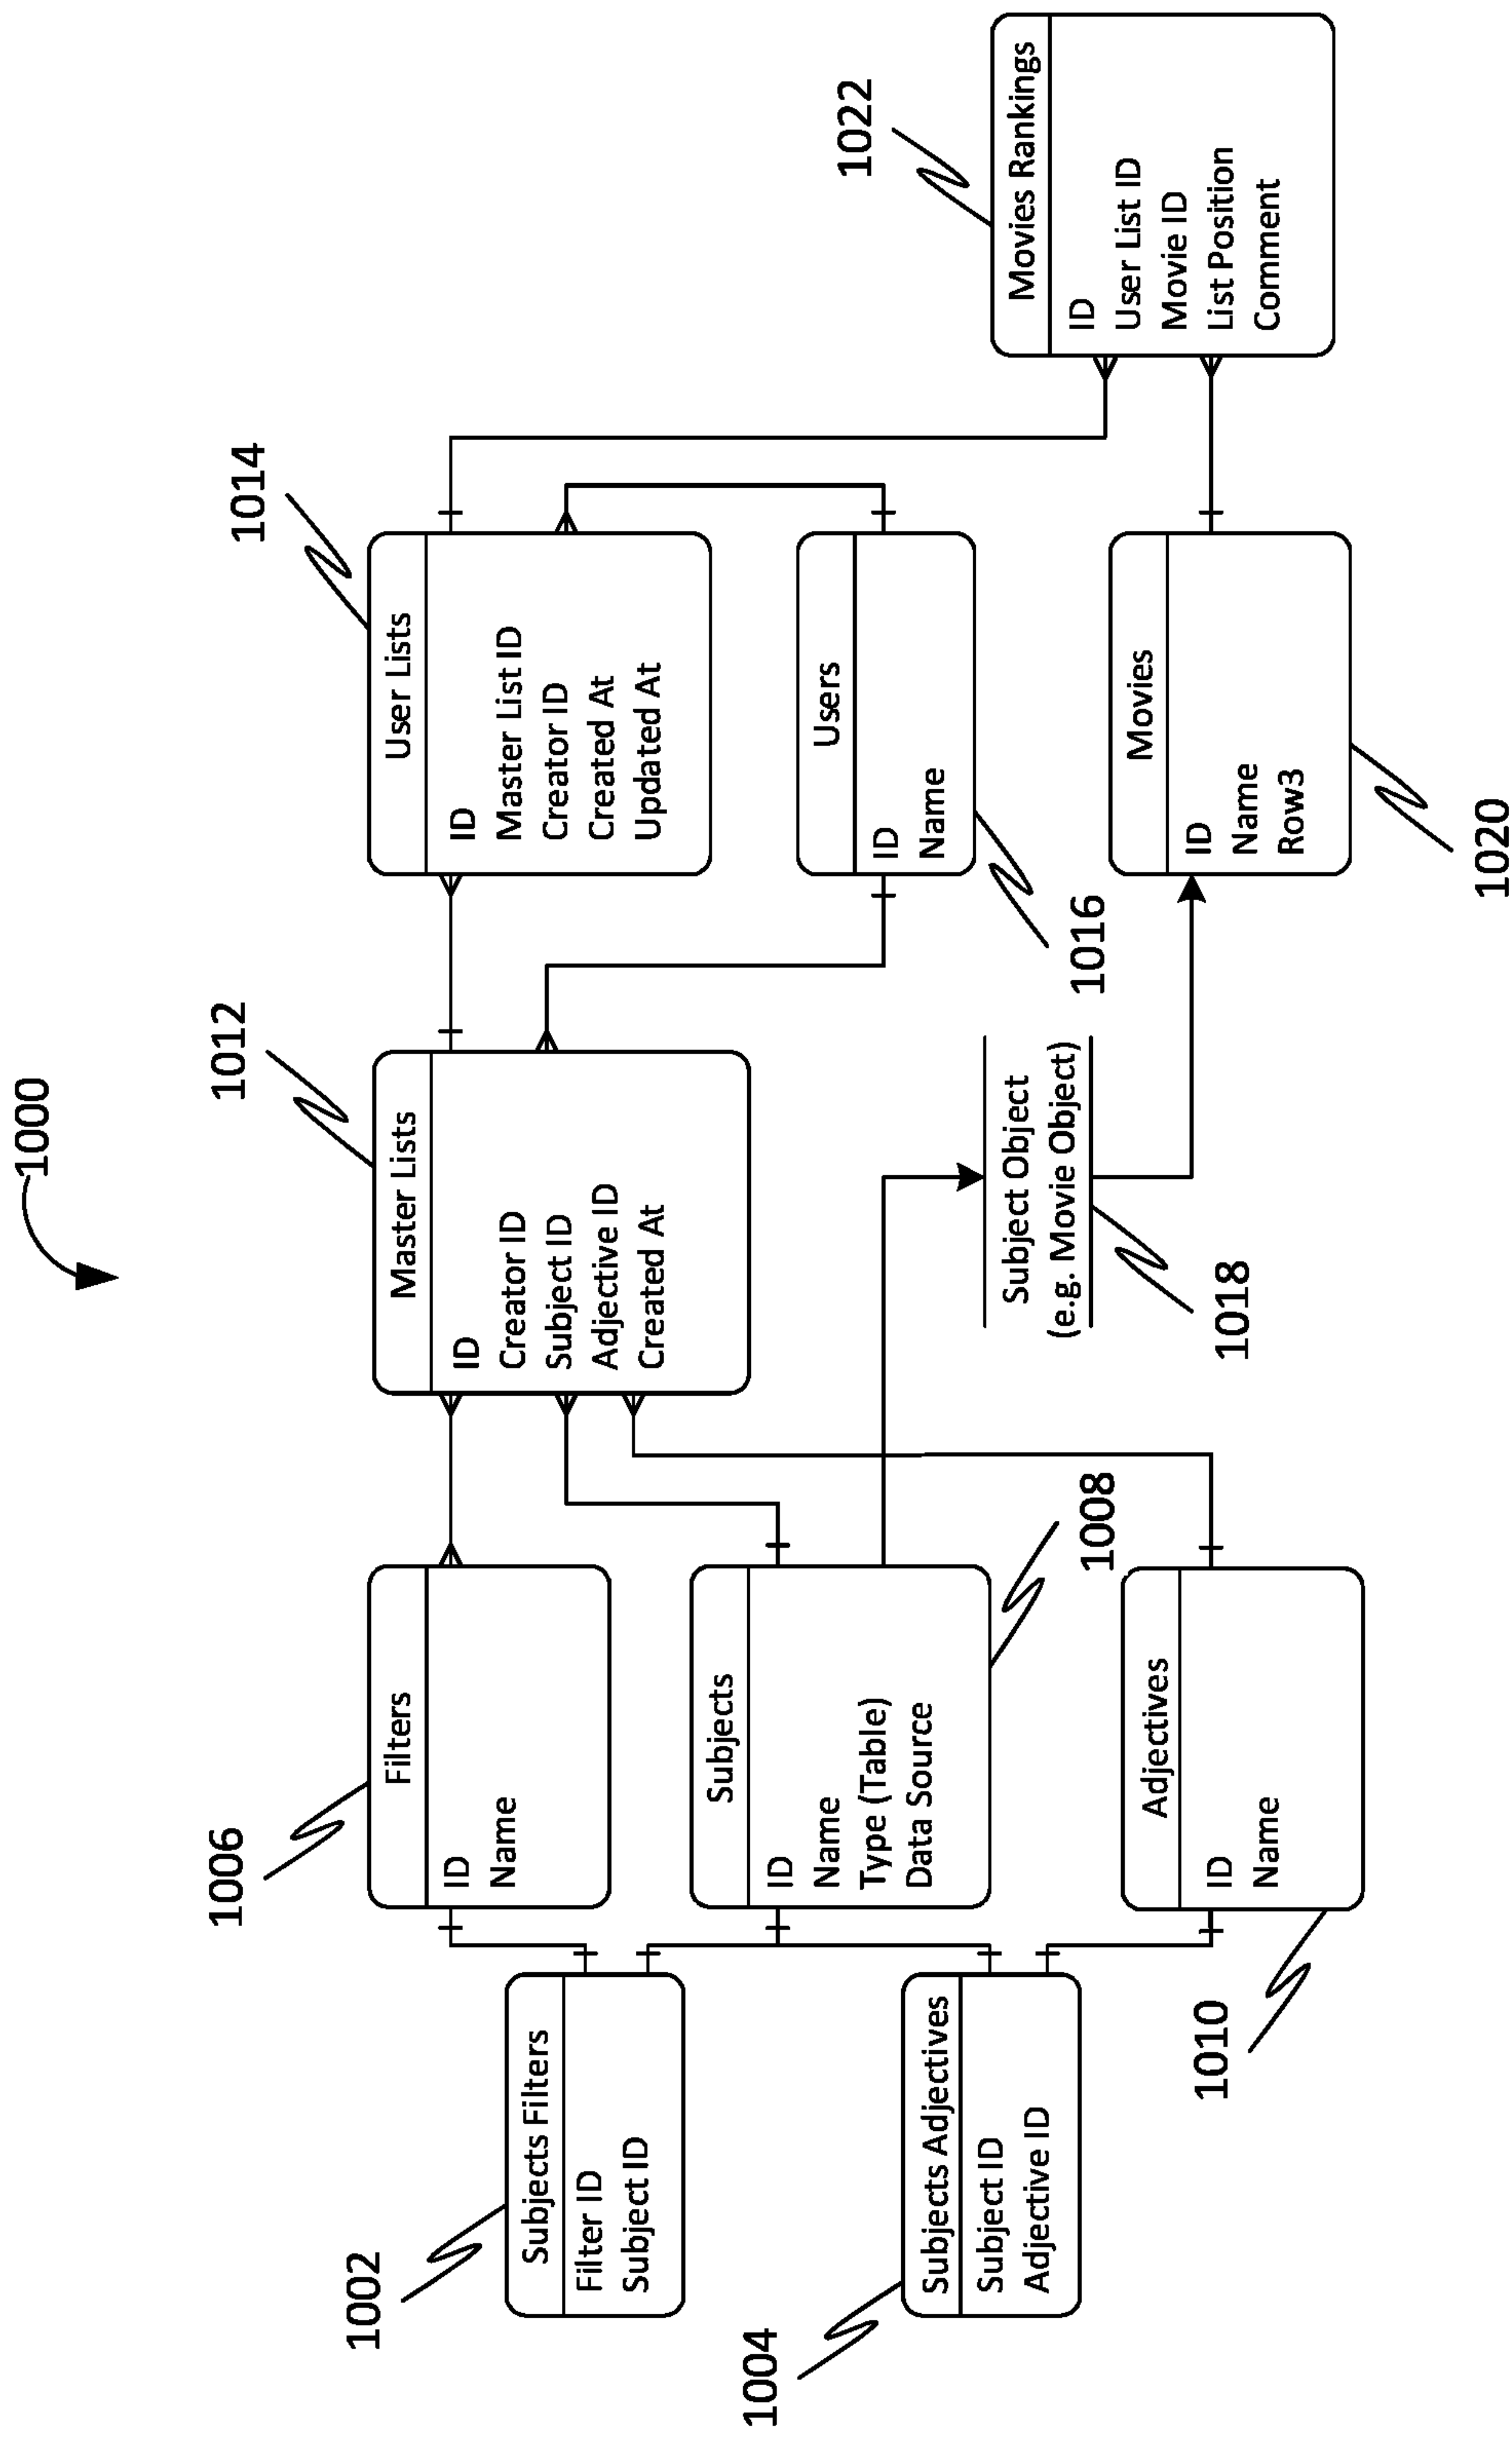 1000
1002
Subjects Filters
Filter ID
Subject ID
1004
Subjects Adjectives
Subject ID
Adjective ID
1006
Filters
ID
Name
Subjects
ID
Name
Type (Table)
Data Source
1008
Adjectives
ID
Name
1010
1012
Master Lists
ID
Creator ID
Subject ID
Adjective ID
Created At
Subject Object
(e.g. Movie Object)
1018
1014
User Lists
ID
Master List ID
Creator ID
Created At
Updated At
Users
ID
Name
1016
Movies
ID
Name
Row3
1020
1022
Movies Rankings
ID
User List ID
Movie ID
List Position
Comment